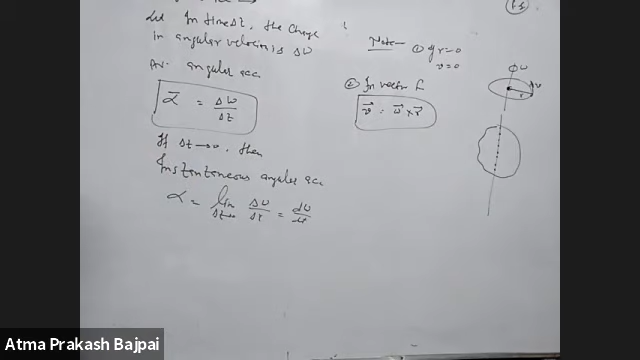 Let In time Δt, the change
in angular velocity is Δω
Av. angular acc
α = Δω / Δt
If Δt → 0, then
Instantaneous angular acc
α = lim Δω / Δt = dω / dt
Δt→0
Note— ① If r = 0
v = 0
② In vector f
v⃗ = ω⃗ × r⃗
ω
v
r
Atma Prakash Bajpai